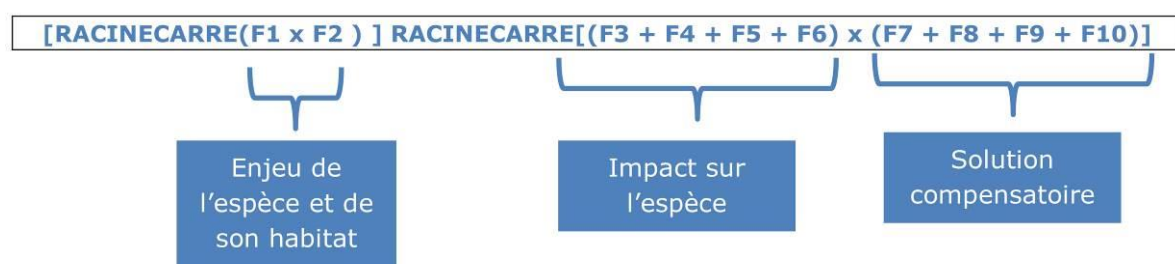 [RACINECARRE(F1 x F2 ) ] RACINECARRE[(F3 + F4 + F5 + F6) x (F7 + F8 + F9 + F10)]
Enjeu de
l'espèce et de
son habitat
Impact sur
l'espèce
Solution
compensatoire